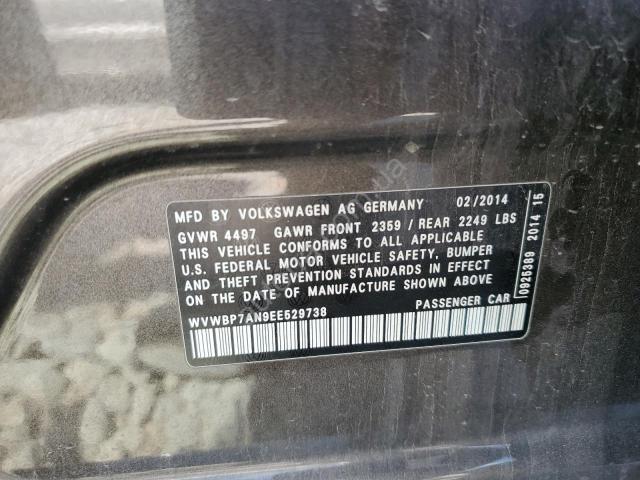 MFD BY VOLKSWAGEN AG GERMANY 02/2014
GVWR 4497 GAWR FRONT 2359 / REAR 2249 LBS
THIS VEHICLE CONFORMS TO ALL APPLICABLE
U.S. FEDERAL MOTOR VEHICLE SAFETY, BUMPER
AND THEFT PREVENTION STANDARDS IN EFFECT
ON THE DATE OF MANUFACTURE SHOWN ABOVE
WVWBP7AN9EE529738 PASSENGER CAR
0925389 2014 15